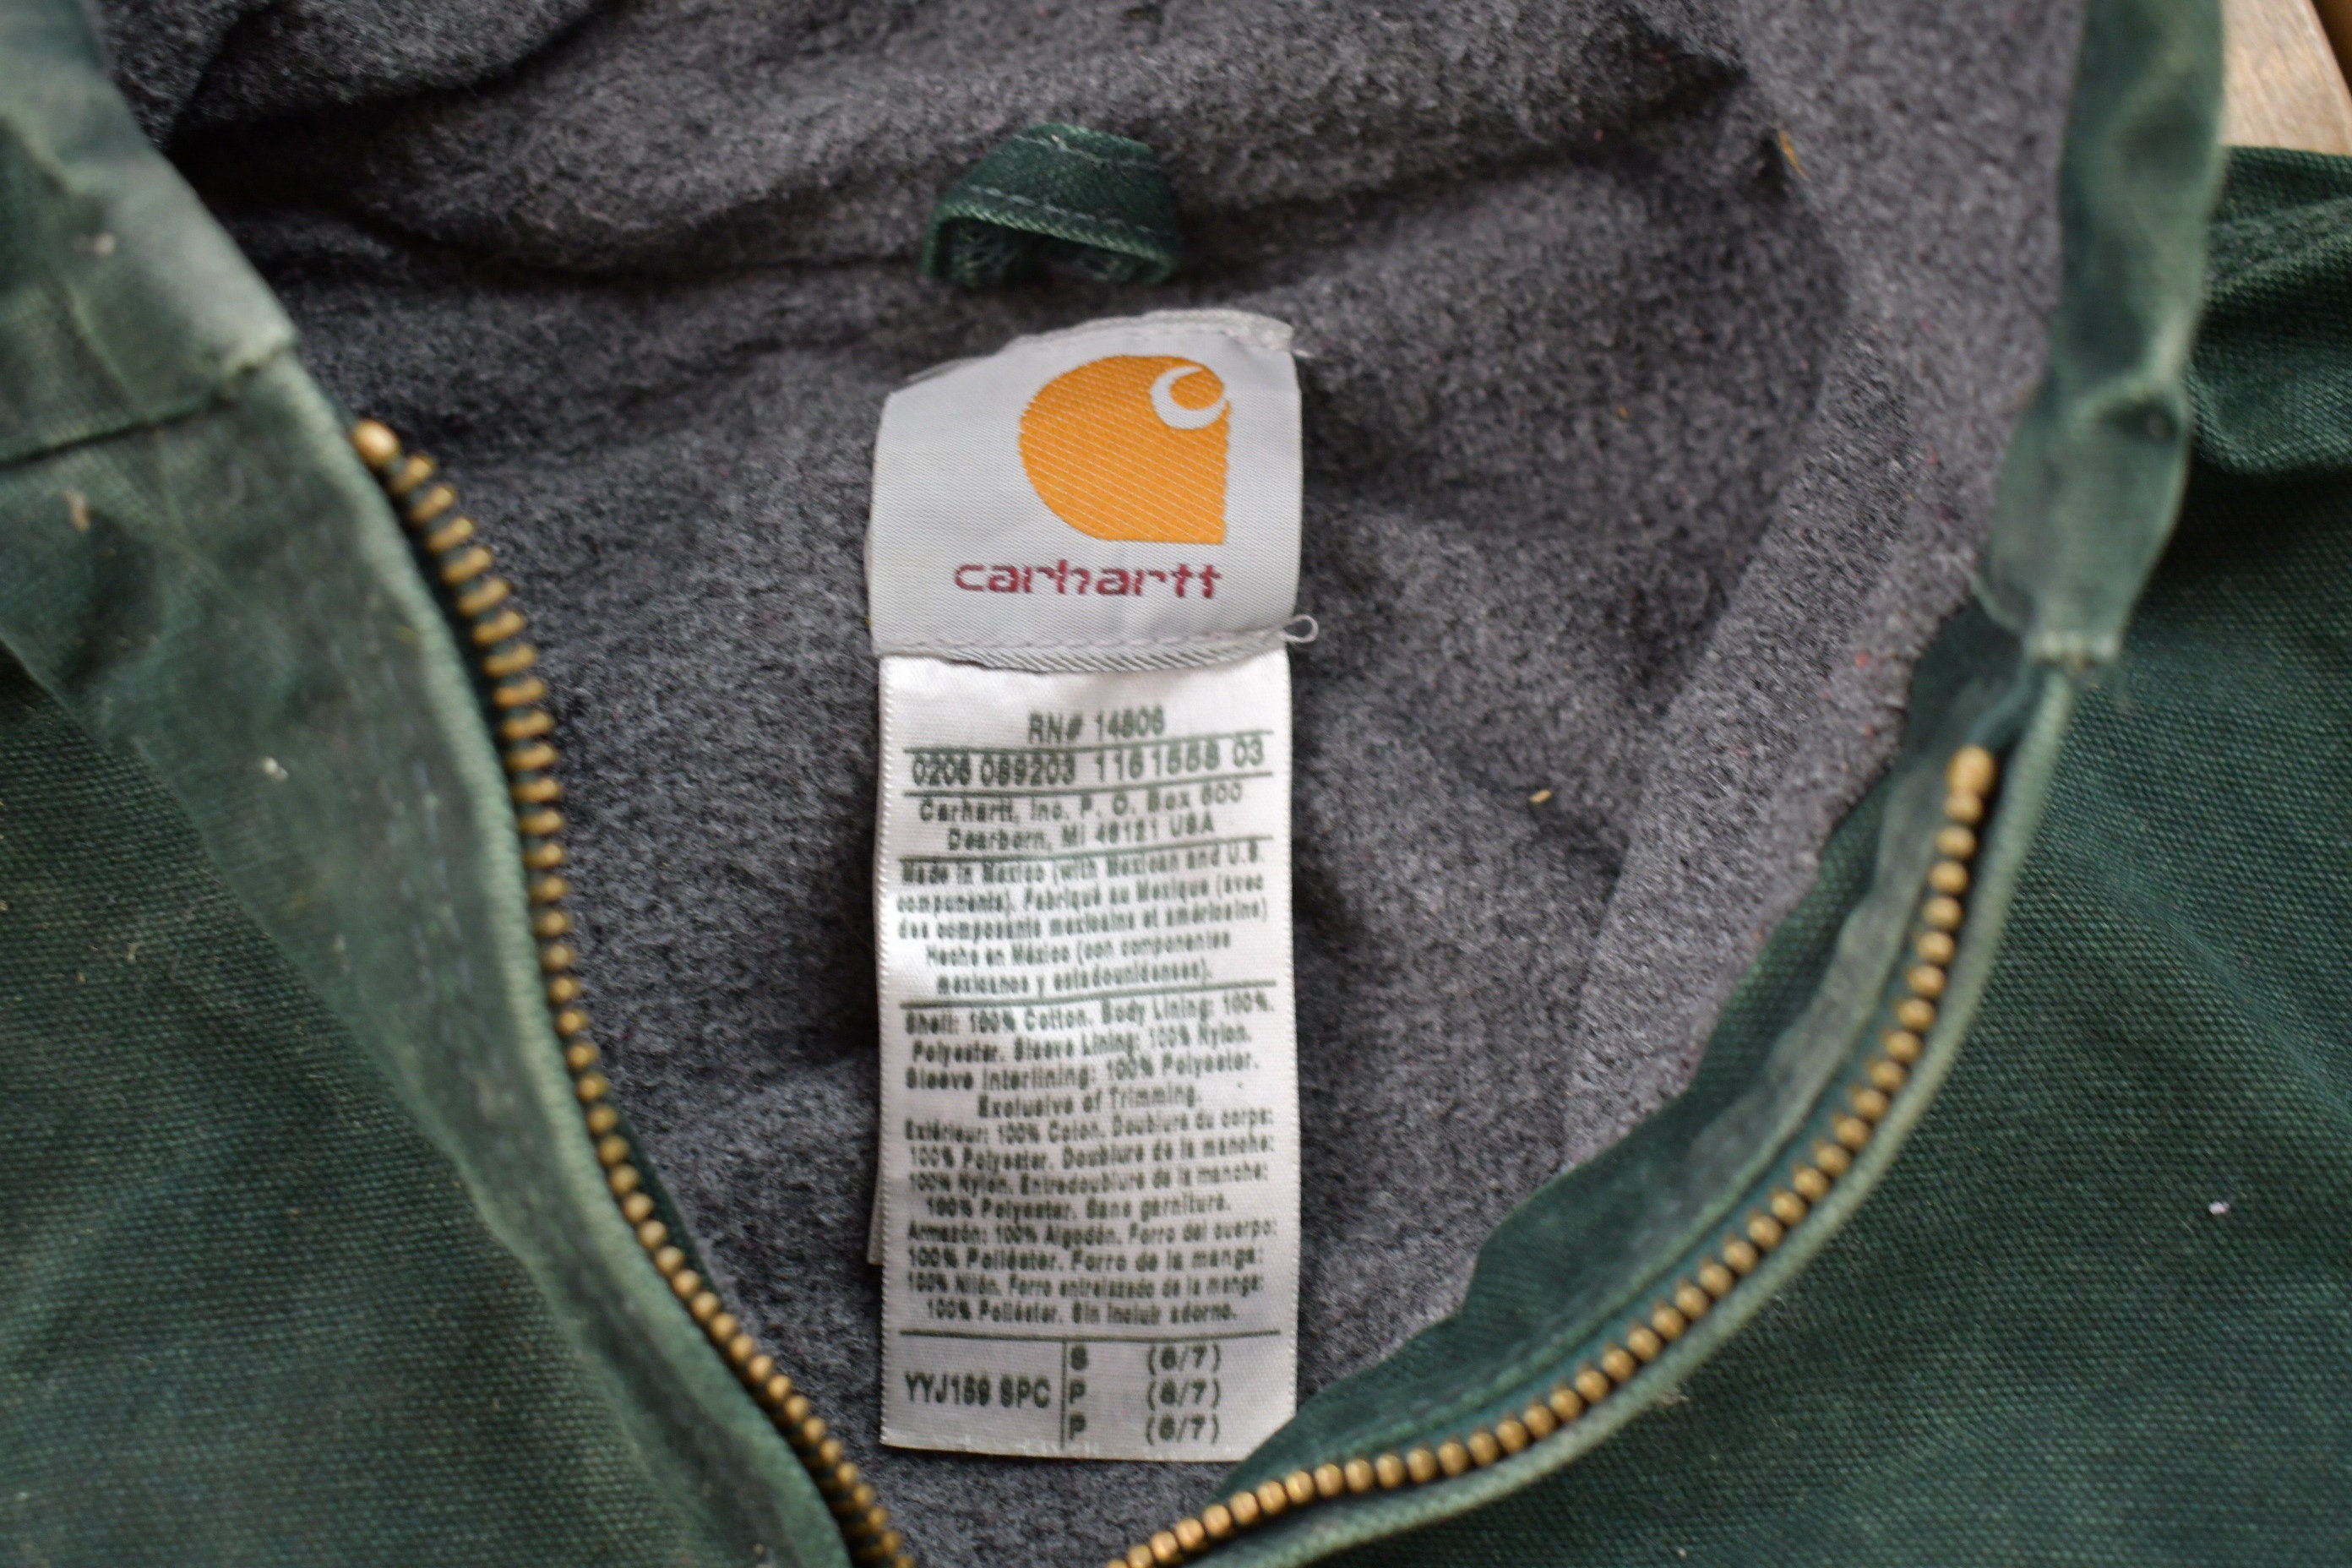 carhartt
RN# 14806
0206 089203 1161558 03
Carhartt, Inc. P. O. Box 600
Dearborn, MI 48121 USA
Made in Mexico (with Mexican and U.S.
components). Fabriqué au Mexique (avec
des composants mexicains et américains)
Hecho en México (con componentes
mexicanos y estadounidenses).
Shell: 100% Cotton. Body Lining: 100%.
Polyester. Sleeve Lining: 100% Nylon.
Sleeve Interlining: 100% Polyester.
Exclusive of Trimming.
Extérieur: 100% Coton. Doublure du corps:
100% Polyester. Doublure de la manche:
100% Nylon. Entredoublure de la manche:
100% Polyester. Sans garniture.
Armazón: 100% Algodón. Forro del cuerpo:
100% Poliéster. Forro de la manga:
100% Nilón. Forro entrelazado de la manga:
100% Poliéster. Sin incluir adorno.
YYJ189 SPC
S (6/7)
P (6/7)
P (6/7)